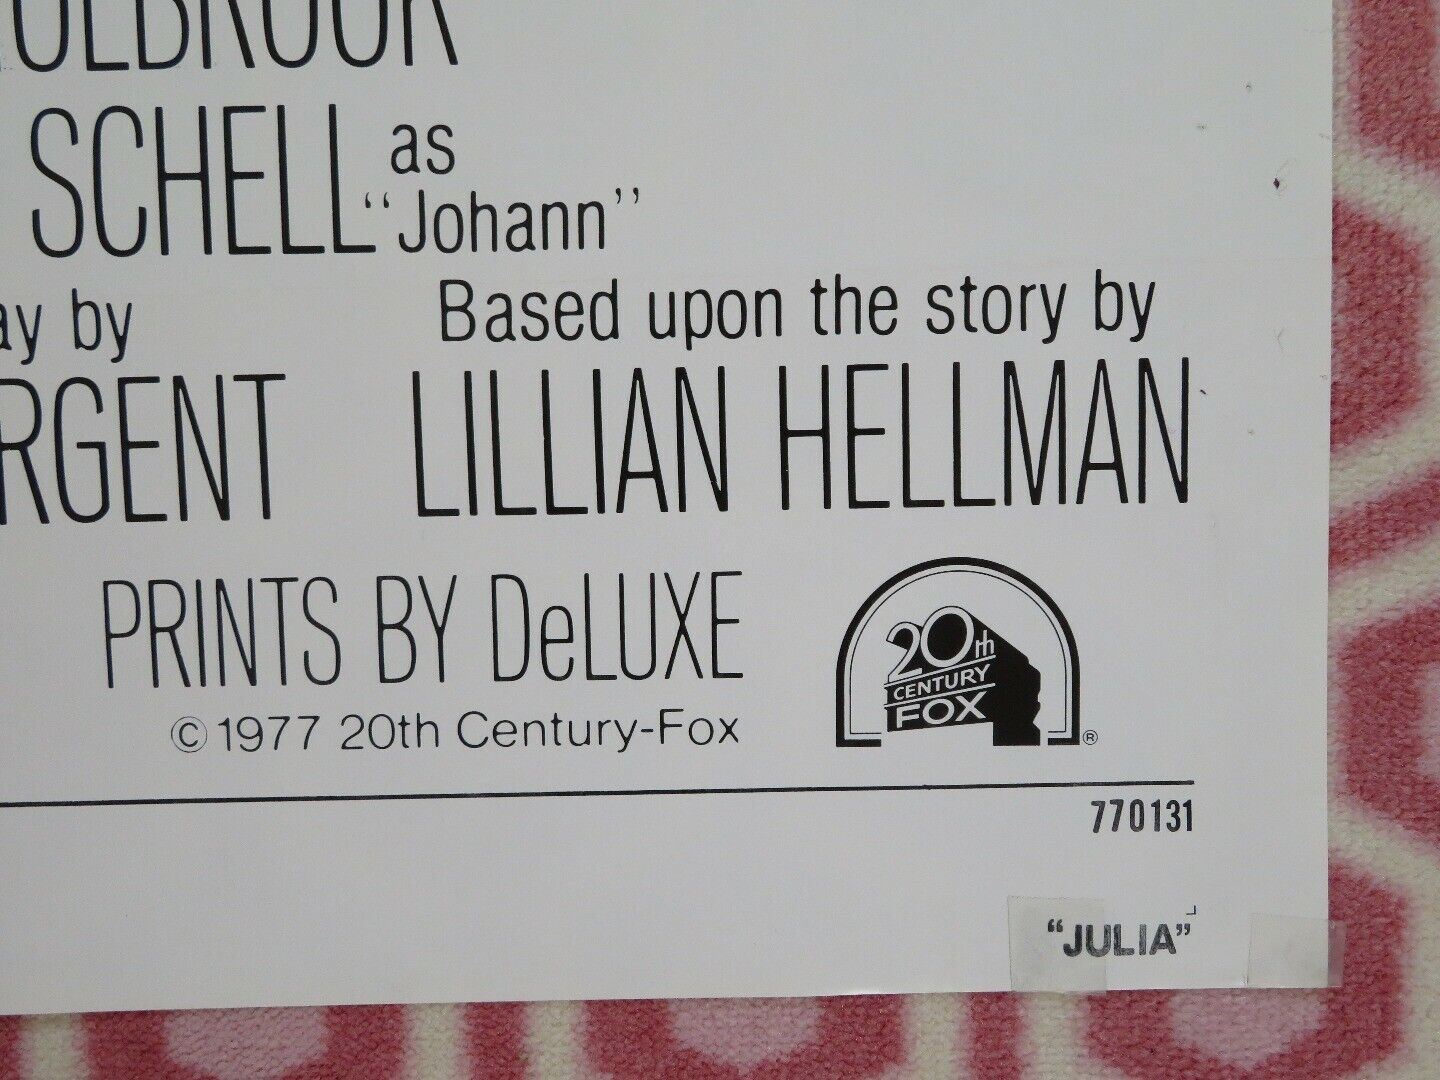 OLBROOK
SCHELL as
"Johann"
ay by
Based upon the story by
RGENT
LILLIAN HELLMAN
PRINTS BY DeLUXE
© 1977 20th Century-Fox
20th
CENTURY
FOX
®
770131
"JULIA"